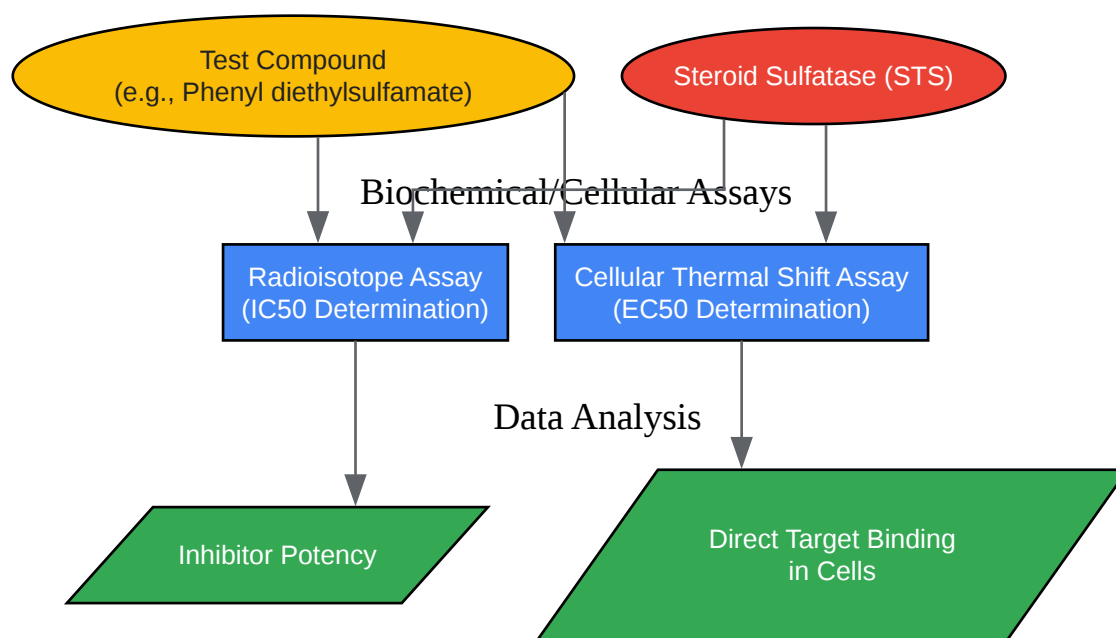 Test Compound
(e.g., Phenyl diethylsulfamate)
Steroid Sulfatase (STS)
Biochemical/Cellular Assays
Radioisotope Assay
(IC50 Determination)
Cellular Thermal Shift Assay
(EC50 Determination)
Data Analysis
Inhibitor Potency
Direct Target Binding
in Cells